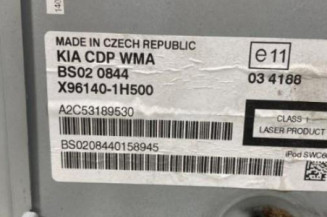 MADE IN CZECH REPUBLIC
KIA CDP WMA
BS02 0844
X96140-1H500
e11
03 4188
A2C53189530
CLASS 1
LASER PRODUCT
BS0208440158945
iPod SWC6